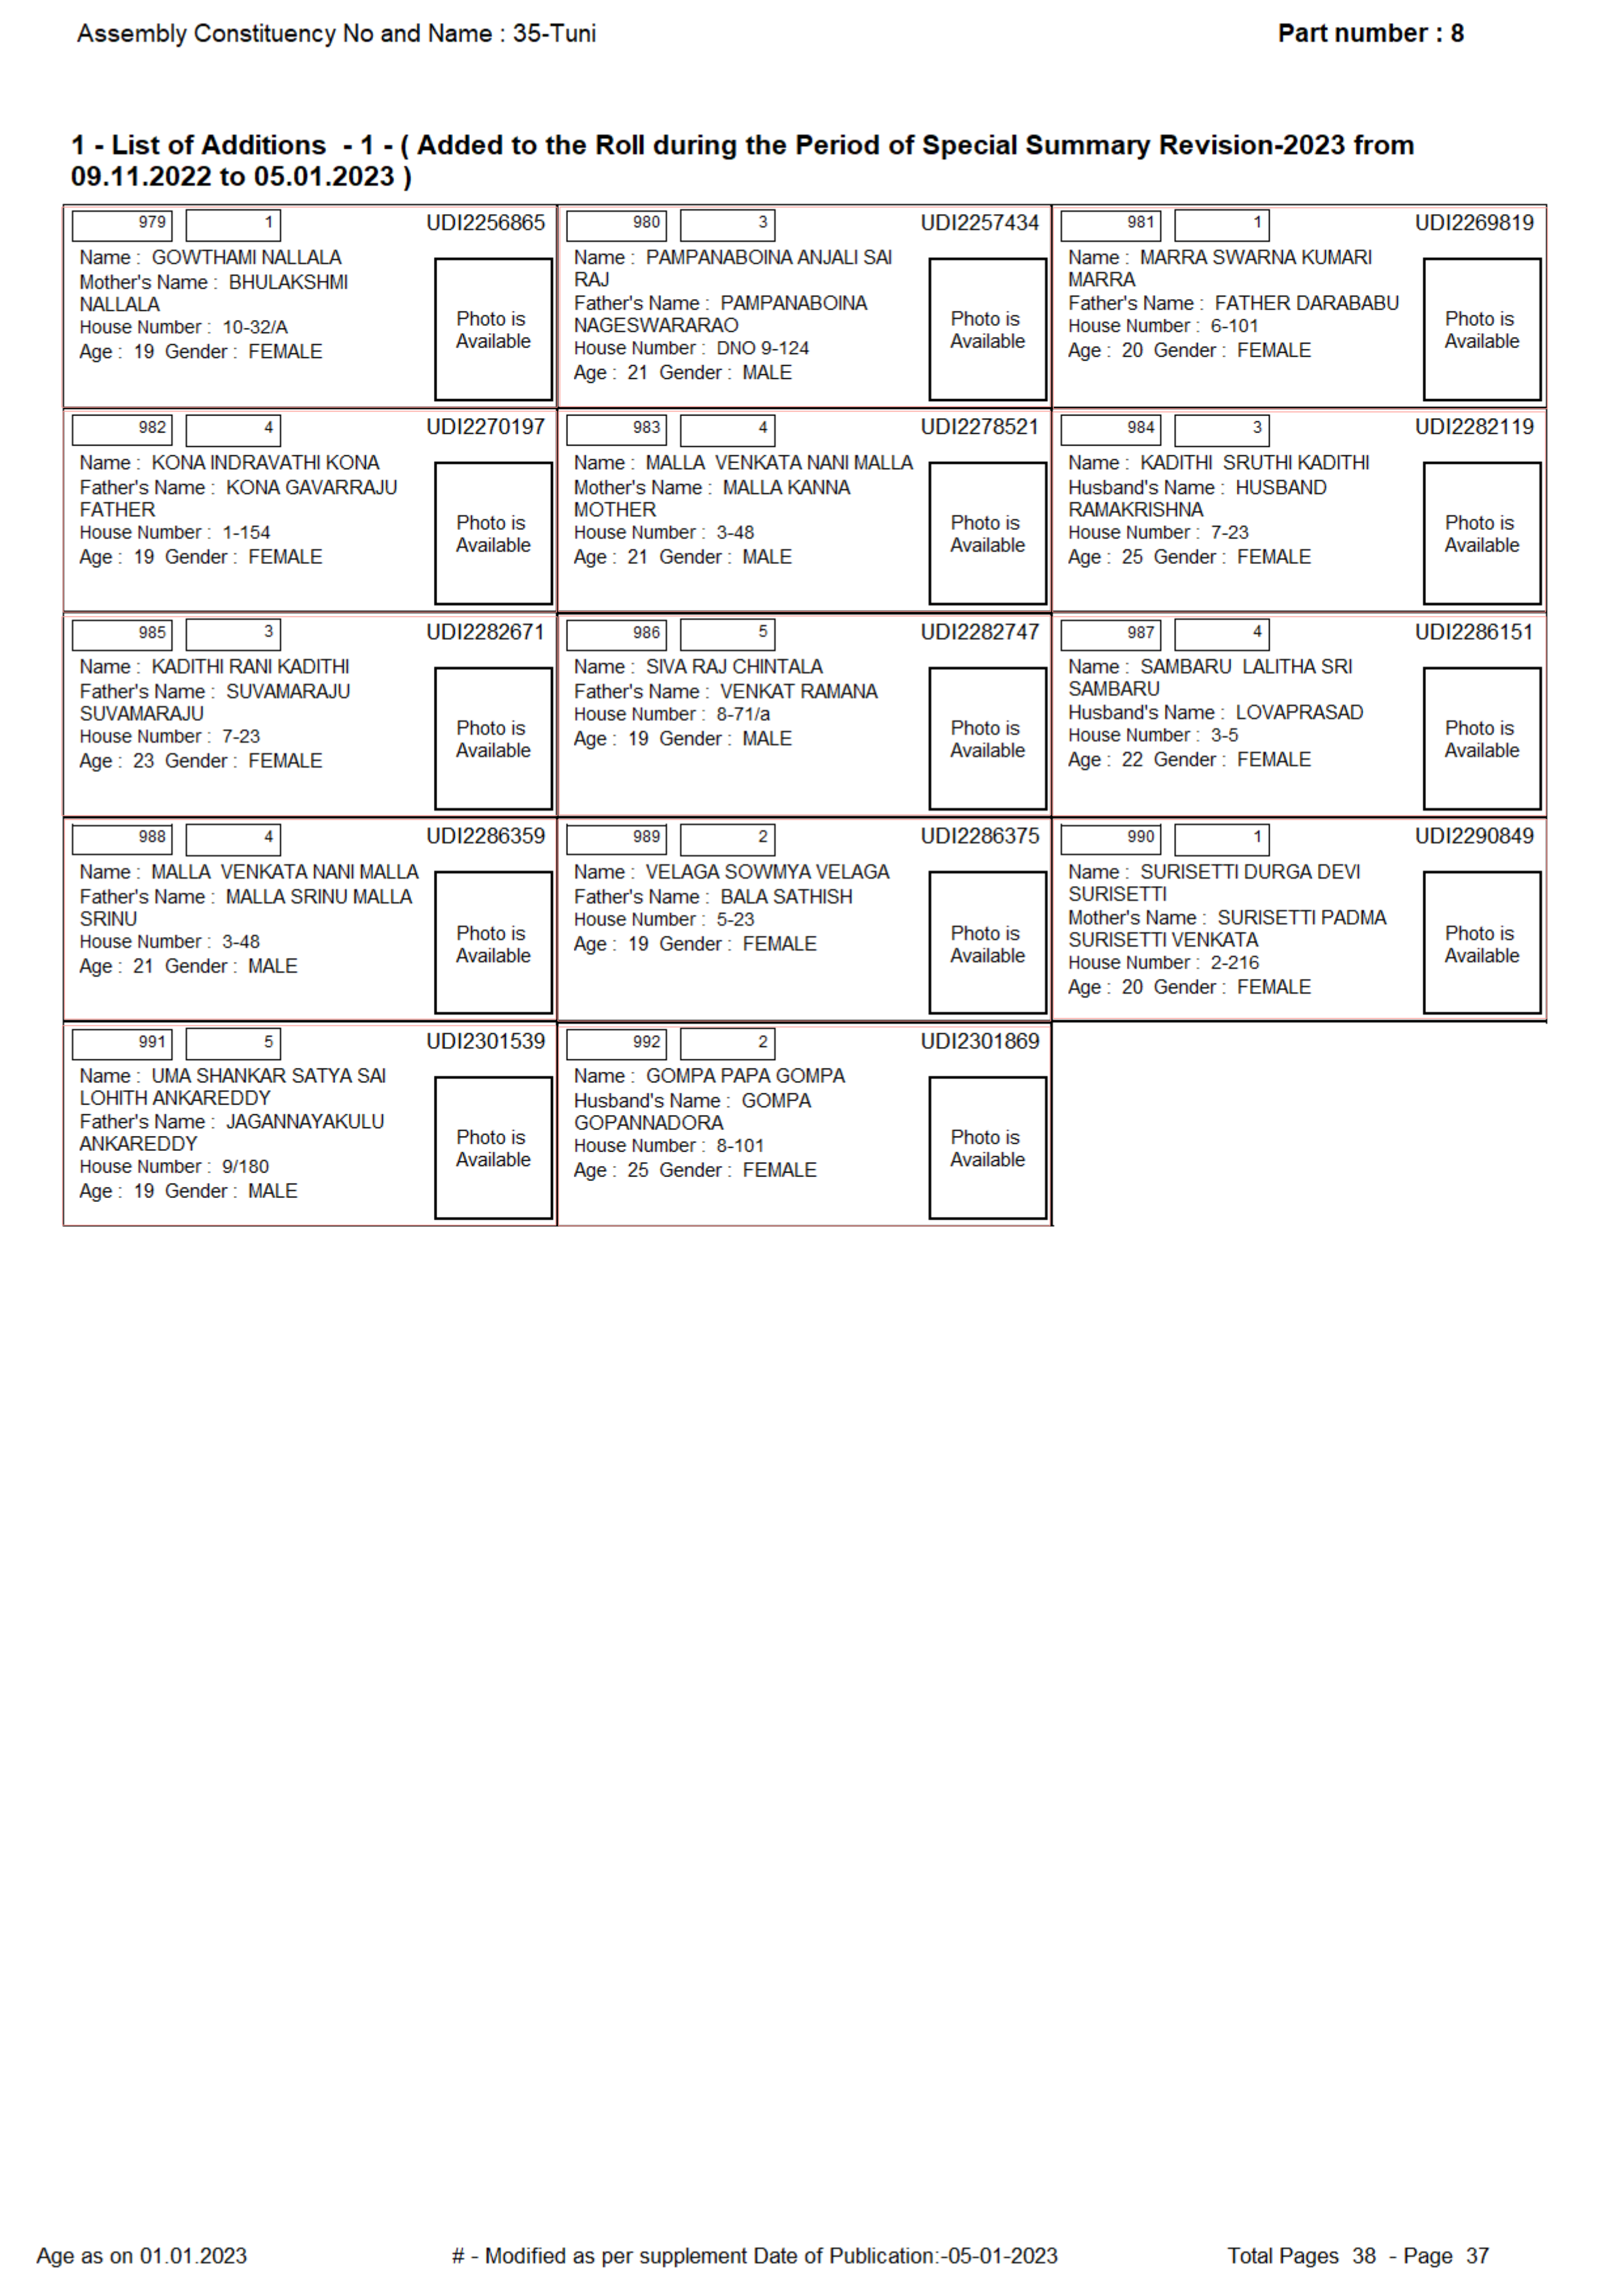 Assembly Constituency No and Name : 35-Tuni
Part number : 8
1 - List of Additions - 1 - ( Added to the Roll during the Period of Special Summary Revision-2023 from
09.11.2022 to 05.01.2023 )
979 1 UDI2256865
Name : GOWTHAMI NALLALA
Mother's Name : BHULAKSHMI
NALLALA
House Number : 10-32/A
Age : 19 Gender : FEMALE
Photo is
Available
980 3 UDI2257434
Name : PAMPANABOINA ANJALI SAI
RAJ
Father's Name : PAMPANABOINA
NAGESWARARAO
House Number : DNO 9-124
Age : 21 Gender : MALE
Photo is
Available
981 1 UDI2269819
Name : MARRA SWARNA KUMARI
MARRA
Father's Name : FATHER DARABABU
House Number : 6-101
Age : 20 Gender : FEMALE
Photo is
Available
982 4 UDI2270197
Name : KONA INDRAVATHI KONA
Father's Name : KONA GAVARRAJU
FATHER
House Number : 1-154
Age : 19 Gender : FEMALE
Photo is
Available
983 4 UDI2278521
Name : MALLA VENKATA NANI MALLA
Mother's Name : MALLA KANNA
MOTHER
House Number : 3-48
Age : 21 Gender : MALE
Photo is
Available
984 3 UDI2282119
Name : KADITHI SRUTHI KADITHI
Husband's Name : HUSBAND
RAMAKRISHNA
House Number : 7-23
Age : 25 Gender : FEMALE
Photo is
Available
985 3 UDI2282671
Name : KADITHI RANI KADITHI
Father's Name : SUVAMARAJU
SUVAMARAJU
House Number : 7-23
Age : 23 Gender : FEMALE
Photo is
Available
986 5 UDI2282747
Name : SIVA RAJ CHINTALA
Father's Name : VENKAT RAMANA
House Number : 8-71/a
Age : 19 Gender : MALE
Photo is
Available
987 4 UDI2286151
Name : SAMBARU LALITHA SRI
SAMBARU
Husband's Name : LOVAPRASAD
House Number : 3-5
Age : 22 Gender : FEMALE
Photo is
Available
988 4 UDI2286359
Name : MALLA VENKATA NANI MALLA
Father's Name : MALLA SRINU MALLA
SRINU
House Number : 3-48
Age : 21 Gender : MALE
Photo is
Available
989 2 UDI2286375
Name : VELAGA SOWMYA VELAGA
Father's Name : BALA SATHISH
House Number : 5-23
Age : 19 Gender : FEMALE
Photo is
Available
990 1 UDI2290849
Name : SURISETTI DURGA DEVI
SURISETTI
Mother's Name : SURISETTI PADMA
SURISETTI VENKATA
House Number : 2-216
Age : 20 Gender : FEMALE
Photo is
Available
991 5 UDI2301539
Name : UMA SHANKAR SATYA SAI
LOHITH ANKAREDDY
Father's Name : JAGANNAYAKULU
ANKAREDDY
House Number : 9/180
Age : 19 Gender : MALE
Photo is
Available
992 2 UDI2301869
Name : GOMPA PAPA GOMPA
Husband's Name : GOMPA
GOPANNADORA
House Number : 8-101
Age : 25 Gender : FEMALE
Photo is
Available
Age as on 01.01.2023
# - Modified as per supplement Date of Publication:-05-01-2023
Total Pages 38 - Page 37